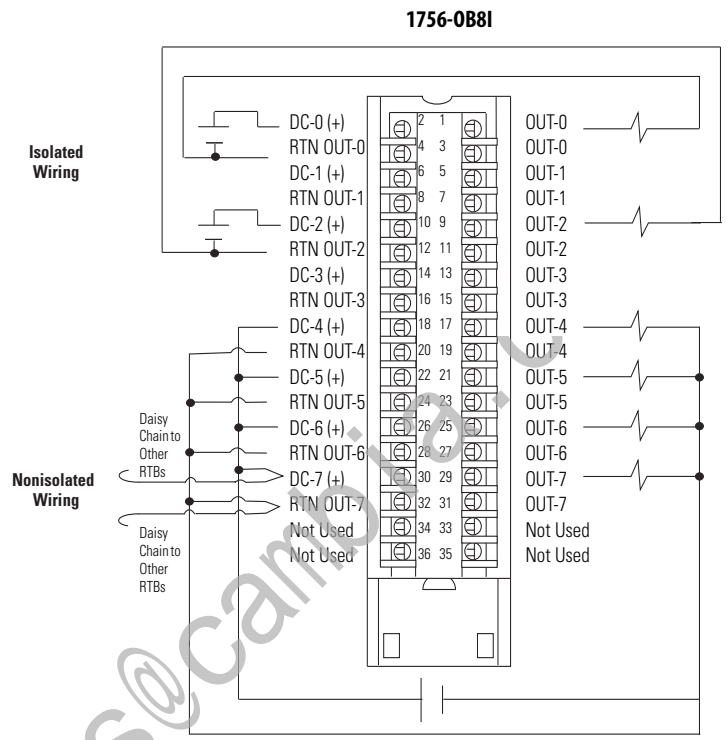 1756-OB8I
Isolated
Wiring
DC-0 (+) 2 1 OUT-0
RTN OUT-0 4 3 OUT-0
DC-1 (+) 6 5 OUT-1
RTN OUT-1 8 7 OUT-1
DC-2 (+) 10 9 OUT-2
RTN OUT-2 12 11 OUT-2
DC-3 (+) 14 13 OUT-3
RTN OUT-3 16 15 OUT-3
DC-4 (+) 18 17 OUT-4
RTN OUT-4 20 19 OUT-4
DC-5 (+) 22 21 OUT-5
RTN OUT-5 24 23 OUT-5
DC-6 (+) 26 25 OUT-6
RTN OUT-6 28 27 OUT-6
DC-7 (+) 30 29 OUT-7
RTN OUT-7 32 31 OUT-7
Not Used 34 33 Not Used
Not Used 36 35 Not Used
Daisy
Chain to
Other
RTBs
Nonisolated
Wiring
Daisy
Chain to
Other
RTBs
s@cambia.c